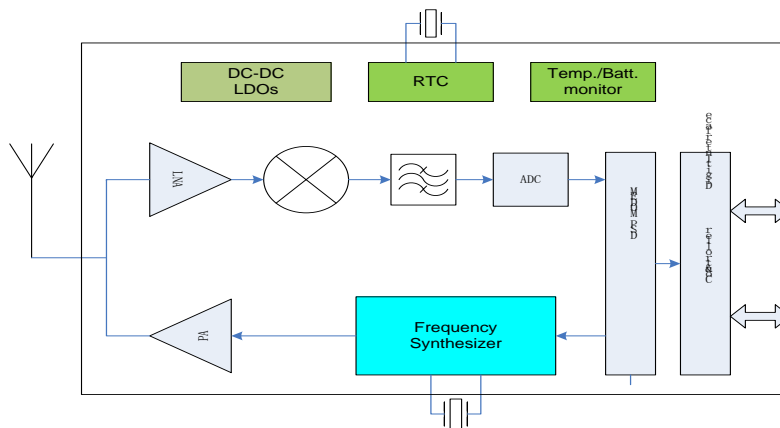 DC-DC
LDOs
RTC
Temp./Batt.
monitor
LNA
ADC
Frequency
Synthesizer
PA